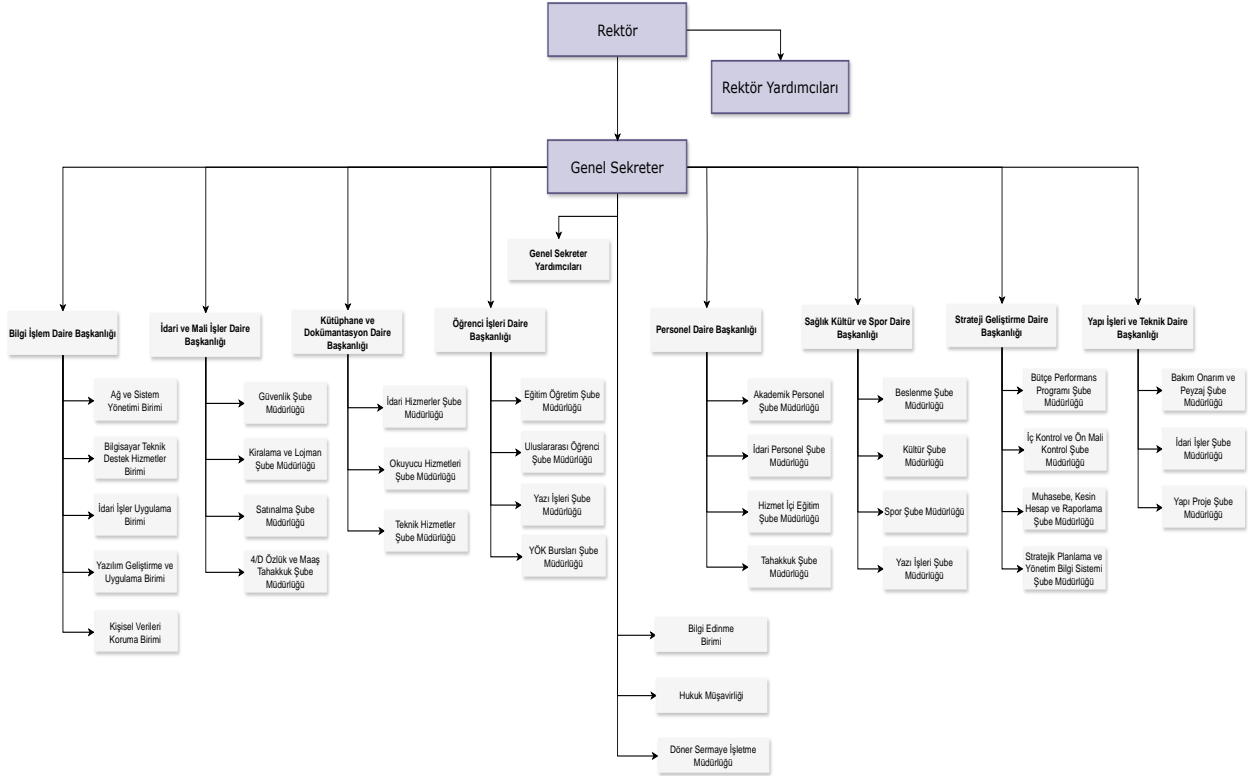 Rektör
Rektör Yardımcıları
Genel Sekreter
Genel Sekreter
Yardımcıları
Bilgi İşlem Daire Başkanlığı
Ağ ve Sistem
Yönetimi Birimi
Bilgisayar Teknik
Destek Hizmetler
Birimi
İdari İşler Uygulama
Birimi
Yazılım Geliştirme ve
Uygulama Birimi
Kişisel Verileri
Koruma Birimi
İdari ve Mali İşler Daire
Başkanlığı
Güvenlik Şube
Müdürlüğü
Kiralama ve Lojman
Şube Müdürlüğü
Satınalma Şube
Müdürlüğü
4/D Özlük ve Maaş
Tahakkuk Şube
Müdürlüğü
Kütüphane ve
Dokümantasyon Daire
Başkanlığı
İdari Hizmerler Şube
Müdürlüğü
Okuyucu Hizmetleri
Şube Müdürlüğü
Teknik Hizmetler
Şube Müdürlüğü
Öğrenci İşleri Daire
Başkanlığı
Eğitim Öğretim Şube
Müdürlüğü
Uluslararası Öğrenci
Şube Müdürlüğü
Yazı İşleri Şube
Müdürlüğü
YÖK Bursları Şube
Müdürlüğü
Personel Daire Başkanlığı
Akademik Personel
Şube Müdürlüğü
İdari Personel Şube
Müdürlüğü
Hizmet İçi Eğitim
Şube Müdürlüğü
Tahakkuk Şube
Müdürlüğü
Sağlık Kültür ve Spor Daire
Başkanlığı
Beslenme Şube
Müdürlüğü
Kültür Şube
Müdürlüğü
Spor Şube Müdürlüğü
Yazı İşleri Şube
Müdürlüğü
Strateji Geliştirme Daire
Başkanlığı
Bütçe Performans
Programı Şube
Müdürlüğü
İç Kontrol ve Ön Mali
Kontrol Şube
Müdürlüğü
Muhasebe, Kesin
Hesap ve Raporlama
Şube Müdürlüğü
Stratejik Planlama ve
Yönetim Bilgi Sistemi
Şube Müdürlüğü
Yapı İşleri ve Teknik Daire
Başkanlığı
Bakım Onarım ve
Peyzaj Şube
Müdürlüğü
İdari İşler Şube
Müdürlüğü
Yapı Proje Şube
Müdürlüğü
Bilgi Edinme
Birimi
Hukuk Müşavirliği
Döner Sermaye İşletme
Müdürlüğü